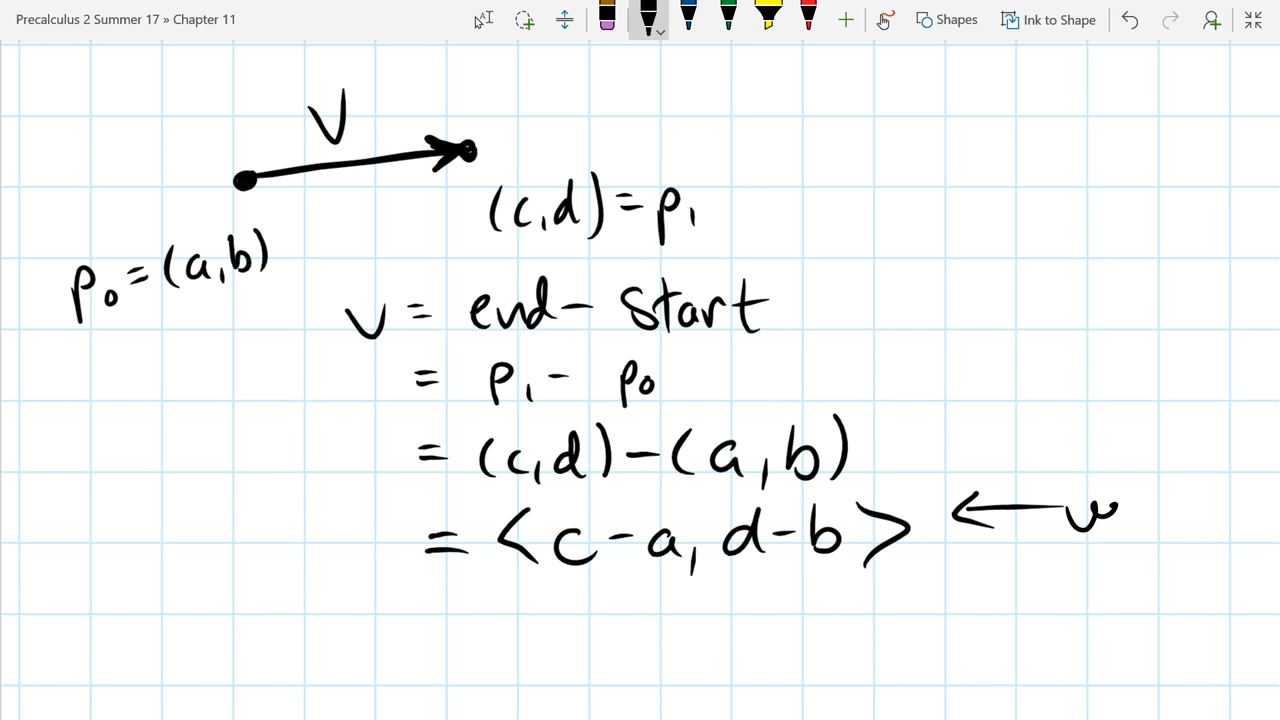 Precalculus 2 Summer 17 » Chapter 11
Shapes
Ink to Shape
V
(c,d)=p₁
p₀=(a,b)
v = end - start
= p₁ - p₀
= (c,d)-(a,b)
= <c-a, d-b> ←